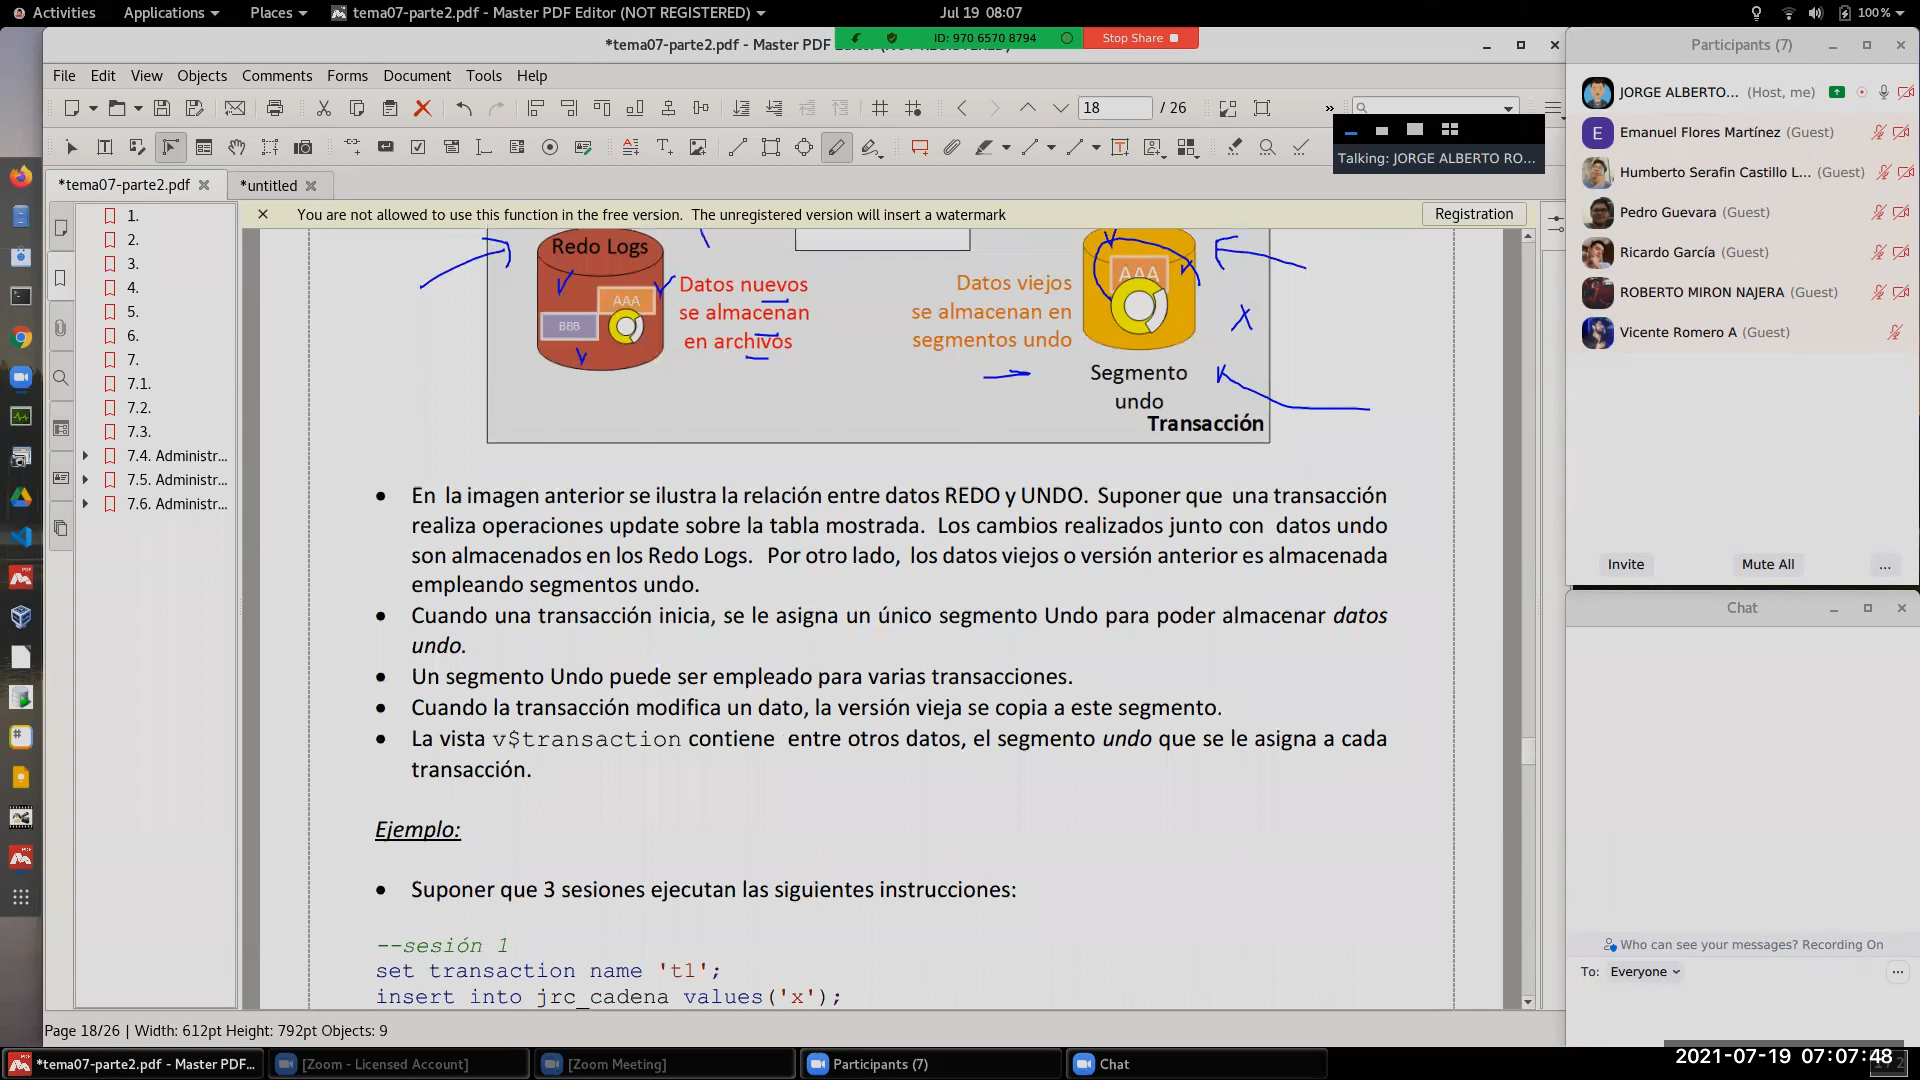 Activities
Applications
Places
tema07-parte2.pdf - Master PDF Editor (NOT REGISTERED)
Jul 19 08:07
100%
*tema07-parte2.pdf - Master PDF
ID: 970 6570 8794
Stop Share
File
Edit
View
Objects
Comments
Forms
Document
Tools
Help
18
/ 26
Talking: JORGE ALBERTO RO...
*tema07-parte2.pdf
*untitled
You are not allowed to use this function in the free version.  The unregistered version will insert a watermark
Registration
1.
2.
3.
4.
5.
6.
7.
7.1.
7.2.
7.3.
7.4. Administr...
7.5. Administr...
7.6. Administr...
Redo Logs
AAA
BBB
Datos nuevos
se almacenan
en archivos
Datos viejos
se almacenan en
segmentos undo
AAA
Segmento
undo
Transacción
• En la imagen anterior se ilustra la relación entre datos REDO y UNDO. Suponer que una transacción
realiza operaciones update sobre la tabla mostrada. Los cambios realizados junto con datos undo
son almacenados en los Redo Logs. Por otro lado, los datos viejos o versión anterior es almacenada
empleando segmentos undo.
• Cuando una transacción inicia, se le asigna un único segmento Undo para poder almacenar datos
undo.
• Un segmento Undo puede ser empleado para varias transacciones.
• Cuando la transacción modifica un dato, la versión vieja se copia a este segmento.
• La vista v$transaction contiene entre otros datos, el segmento undo que se le asigna a cada
transacción.
Ejemplo:
• Suponer que 3 sesiones ejecutan las siguientes instrucciones:
--sesión 1
set transaction name 't1';
insert into jrc_cadena values('x');
Page 18/26 | Width: 612pt Height: 792pt Objects: 9
Participants (7)
JORGE ALBERTO... (Host, me)
E
Emanuel Flores Martínez (Guest)
Humberto Serafin Castillo L... (Guest)
Pedro Guevara (Guest)
Ricardo García (Guest)
ROBERTO MIRON NAJERA (Guest)
Vicente Romero A (Guest)
Invite
Mute All
...
Chat
Who can see your messages? Recording On
To: Everyone
*tema07-parte2.pdf - Master PDF...
[Zoom - Licensed Account]
[Zoom Meeting]
Participants (7)
Chat
2021-07-19 07:07:48